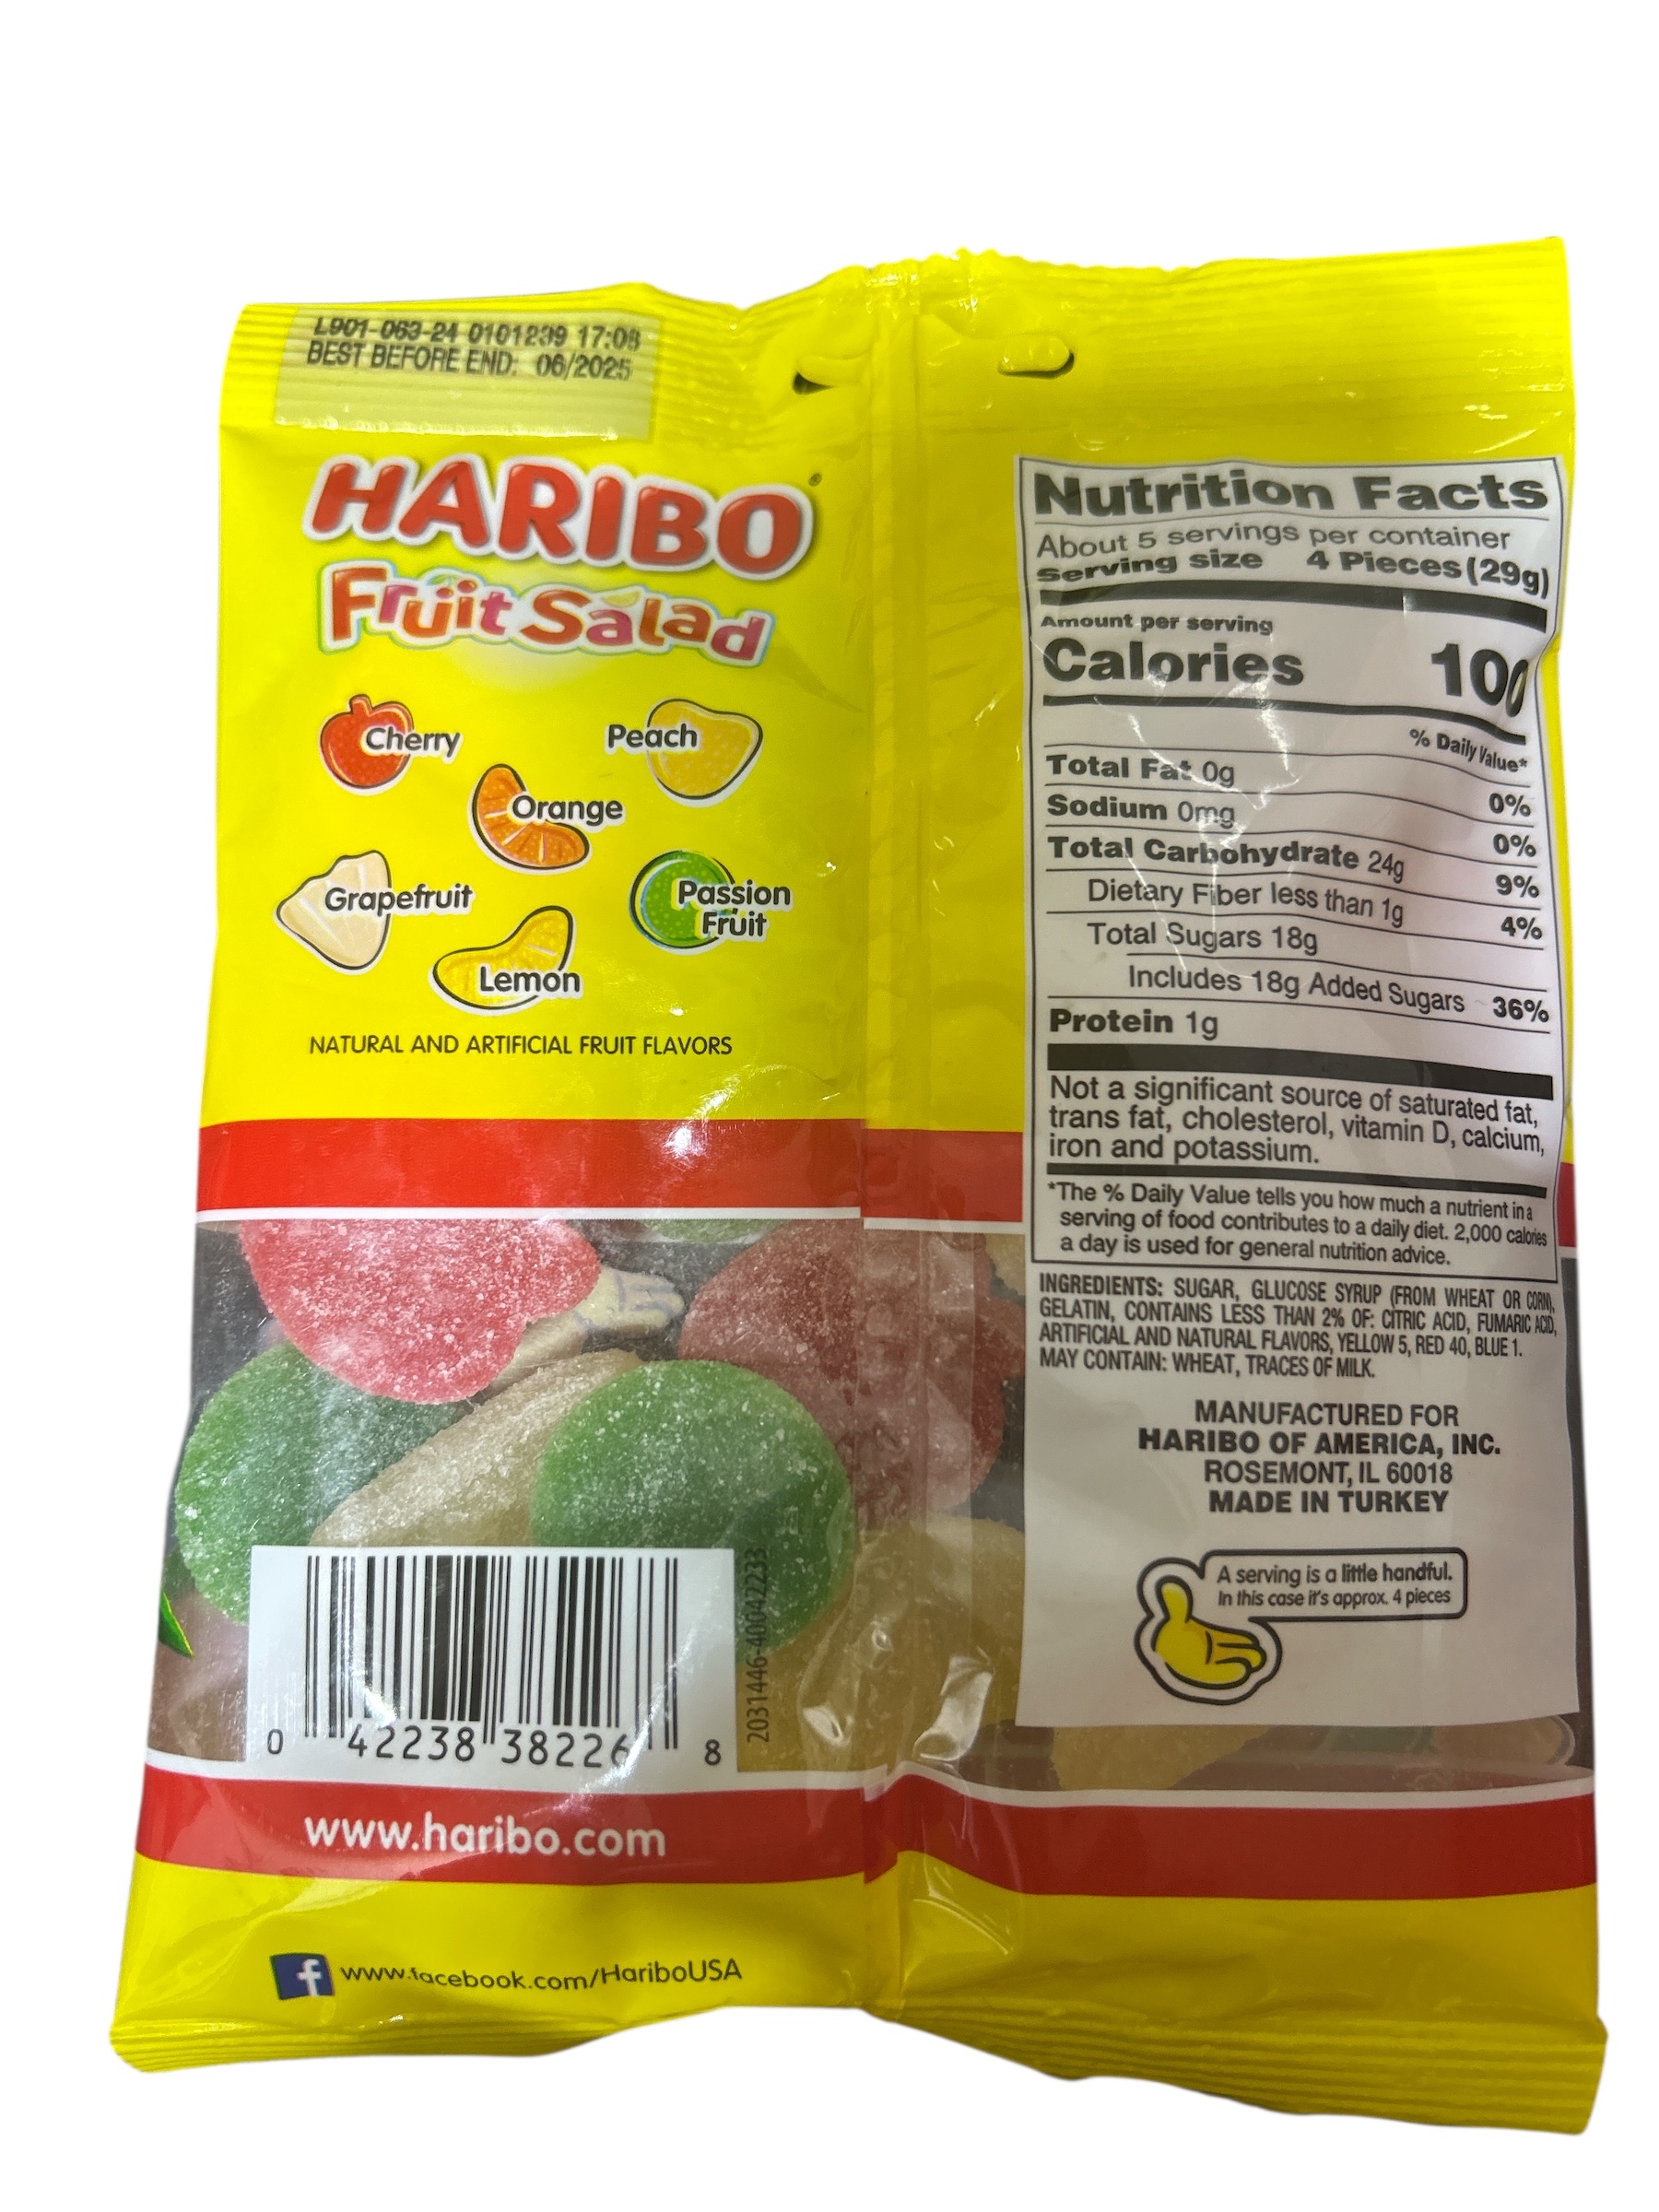 L901-063-24 0101239 17:08
BEST BEFORE END: 06/2025
HARIBO®
Fruit Salad
Cherry
Peach
Orange
Grapefruit
Passion
Fruit
Lemon
NATURAL AND ARTIFICIAL FRUIT FLAVORS
0 42238 38226 8
2031446-40042233
www.haribo.com
f www.facebook.com/HariboUSA
Nutrition Facts
About 5 servings per container
Serving size 4 Pieces (29g)
Amount per serving
Calories 100
% Daily Value*
Total Fat 0g 0%
Sodium 0mg 0%
Total Carbohydrate 24g 9%
Dietary Fiber less than 1g 4%
Total Sugars 18g
Includes 18g Added Sugars 36%
Protein 1g
Not a significant source of saturated fat,
trans fat, cholesterol, vitamin D, calcium,
iron and potassium.
*The % Daily Value tells you how much a nutrient in a
serving of food contributes to a daily diet. 2,000 calories
a day is used for general nutrition advice.
INGREDIENTS: SUGAR, GLUCOSE SYRUP (FROM WHEAT OR CORN),
GELATIN, CONTAINS LESS THAN 2% OF: CITRIC ACID, FUMARIC ACID,
ARTIFICIAL AND NATURAL FLAVORS, YELLOW 5, RED 40, BLUE 1.
MAY CONTAIN: WHEAT, TRACES OF MILK.
MANUFACTURED FOR
HARIBO OF AMERICA, INC.
ROSEMONT, IL 60018
MADE IN TURKEY
A serving is a little handful.
In this case it's approx. 4 pieces